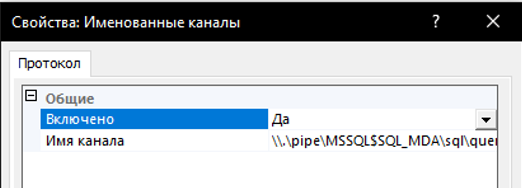 Свойства: Именованные каналы
Протокол
Общие
Включено Да
Имя канала \\.\pipe\MSSQL$SQL_MDA\sql\quer